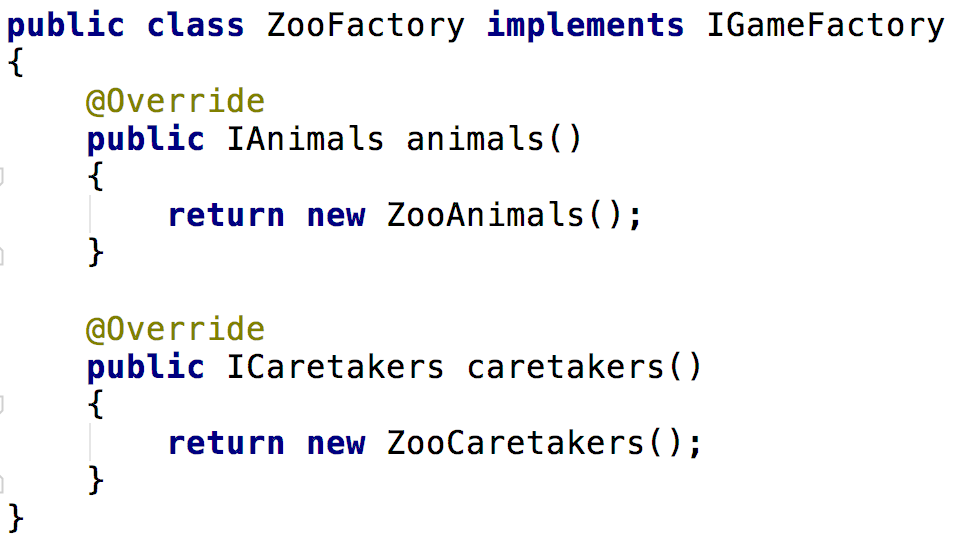 public class ZooFactory implements IGameFactory
{
    @Override
    public IAnimals animals()
    {
        return new ZooAnimals();
    }

    @Override
    public ICaretakers caretakers()
    {
        return new ZooCaretakers();
    }
}